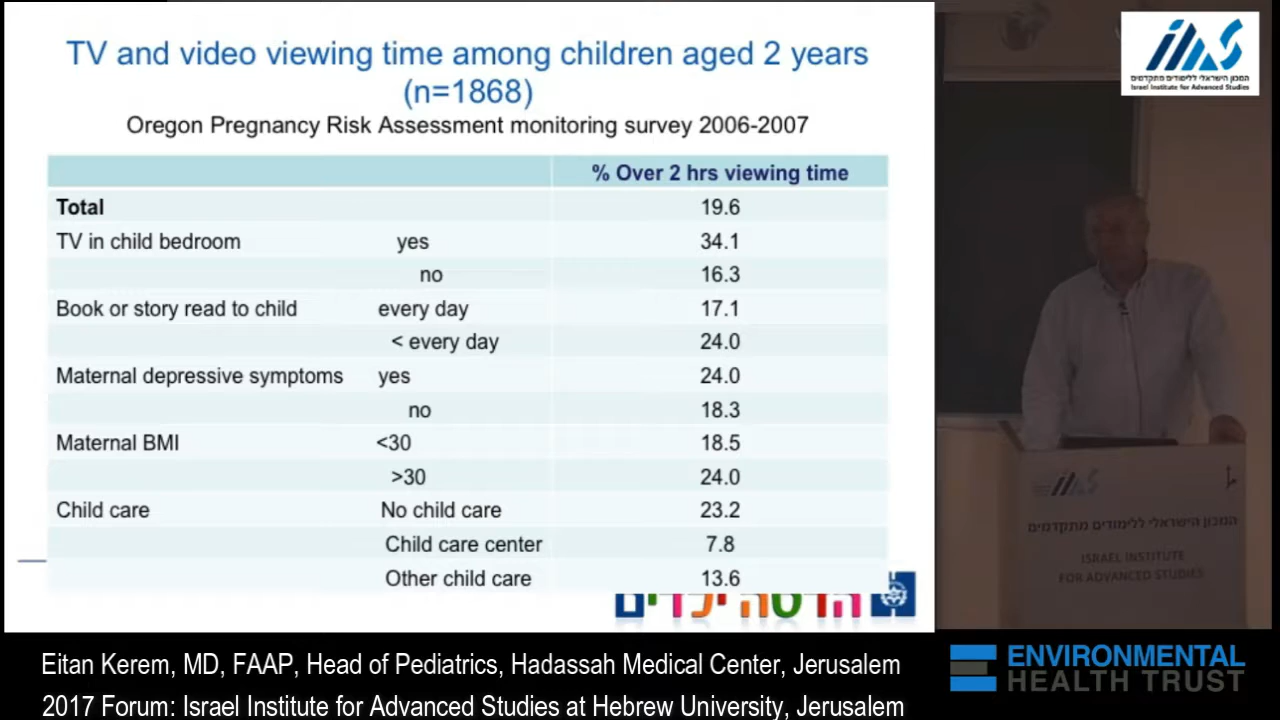 TV and video viewing time among children aged 2 years
(n=1868)
Oregon Pregnancy Risk Assessment monitoring survey 2006-2007
% Over 2 hrs viewing time
Total 19.6
TV in child bedroom yes 34.1
no 16.3
Book or story read to child every day 17.1
< every day 24.0
Maternal depressive symptoms yes 24.0
no 18.3
Maternal BMI <30 18.5
>30 24.0
Child care No child care 23.2
Child care center 7.8
Other child care 13.6
הדסה ילדים
IIAS
המכון הישראלי ללימודים מתקדמים
Israel Institute for Advanced Studies
IIAS
המכון הישראלי ללימודים מתקדמים
ISRAEL INSTITUTE
FOR ADVANCED STUDIES
Eitan Kerem, MD, FAAP, Head of Pediatrics, Hadassah Medical Center, Jerusalem
2017 Forum: Israel Institute for Advanced Studies at Hebrew University, Jerusalem
ENVIRONMENTAL
HEALTH TRUST